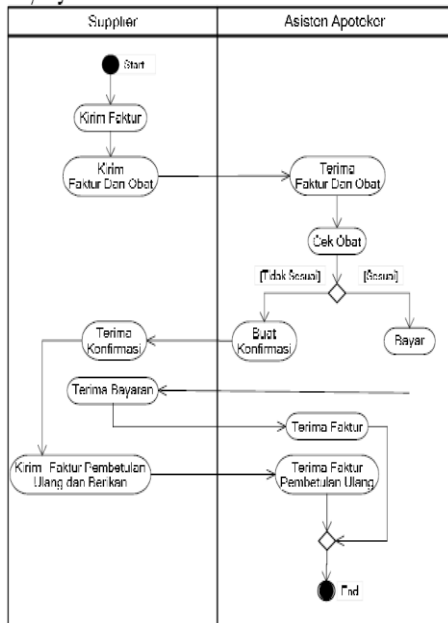 Supplier
Asisten Apoteker
Start
Kirim Faktur
Kirim
Faktur Dan Obat
Terima
Faktur Dan Obat
Cek Obat
[Tidak Sesuai]
[Sesuai]
Terima
Konfirmasi
Buat
Konfirmasi
Bayar
Terima Bayaran
Terima Faktur
Kirim Faktur Pembetulan
Ulang dan Berikan
Terima Faktur
Pembetulan Ulang
End